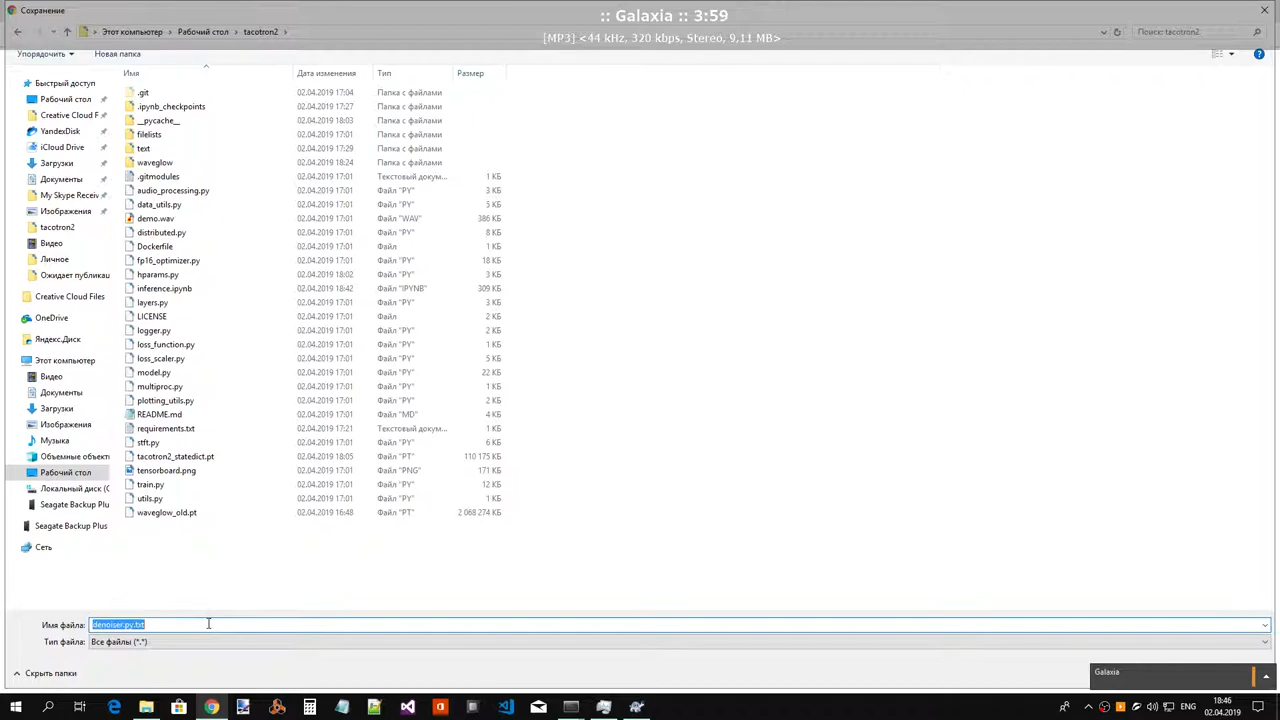 Сохранение
:: Galaxia :: 3:59
[MP3] <44 kHz, 320 kbps, Stereo, 9,11 MB>
Этот компьютер › Рабочий стол › tacotron2 ›
Поиск: tacotron2
Упорядочить
Новая папка
Имя Дата изменения Тип Размер
.git 02.04.2019 17:04 Папка с файлами
.ipynb_checkpoints 02.04.2019 17:27 Папка с файлами
__pycache__ 02.04.2019 18:03 Папка с файлами
filelists 02.04.2019 17:01 Папка с файлами
text 02.04.2019 17:29 Папка с файлами
waveglow 02.04.2019 18:24 Папка с файлами
.gitmodules 02.04.2019 17:01 Текстовый докум... 1 КБ
audio_processing.py 02.04.2019 17:01 Файл "PY" 3 КБ
data_utils.py 02.04.2019 17:01 Файл "PY" 5 КБ
demo.wav 02.04.2019 17:01 Файл "WAV" 386 КБ
distributed.py 02.04.2019 17:01 Файл "PY" 8 КБ
Dockerfile 02.04.2019 17:01 Файл 1 КБ
fp16_optimizer.py 02.04.2019 17:01 Файл "PY" 18 КБ
hparams.py 02.04.2019 18:02 Файл "PY" 3 КБ
inference.ipynb 02.04.2019 18:42 Файл "IPYNB" 309 КБ
layers.py 02.04.2019 17:01 Файл "PY" 3 КБ
LICENSE 02.04.2019 17:01 Файл 2 КБ
logger.py 02.04.2019 17:01 Файл "PY" 2 КБ
loss_function.py 02.04.2019 17:01 Файл "PY" 1 КБ
loss_scaler.py 02.04.2019 17:01 Файл "PY" 5 КБ
model.py 02.04.2019 17:01 Файл "PY" 22 КБ
multiproc.py 02.04.2019 17:01 Файл "PY" 1 КБ
plotting_utils.py 02.04.2019 17:01 Файл "PY" 2 КБ
README.md 02.04.2019 17:01 Файл "MD" 4 КБ
requirements.txt 02.04.2019 17:21 Текстовый докум... 1 КБ
stft.py 02.04.2019 17:01 Файл "PY" 6 КБ
tacotron2_statedict.pt 02.04.2019 18:05 Файл "PT" 110 175 КБ
tensorboard.png 02.04.2019 17:01 Файл "PNG" 171 КБ
train.py 02.04.2019 17:01 Файл "PY" 12 КБ
utils.py 02.04.2019 17:01 Файл "PY" 1 КБ
waveglow_old.pt 02.04.2019 16:48 Файл "PT" 2 068 274 КБ
Быстрый доступ
Рабочий стол
Creative Cloud F
YandexDisk
iCloud Drive
Загрузки
Документы
My Skype Receiv
Изображения
tacotron2
Видео
Личное
Ожидает публикац
Creative Cloud Files
OneDrive
Яндекс.Диск
Этот компьютер
Видео
Документы
Загрузки
Изображения
Музыка
Объемные объекты
Рабочий стол
Локальный диск (C
Seagate Backup Plu
Seagate Backup Plus
Сеть
Имя файла: denoiser.py.txt
Тип файла: Все файлы (*.*)
Скрыть папки
Galaxia
ENG
18:46
02.04.2019